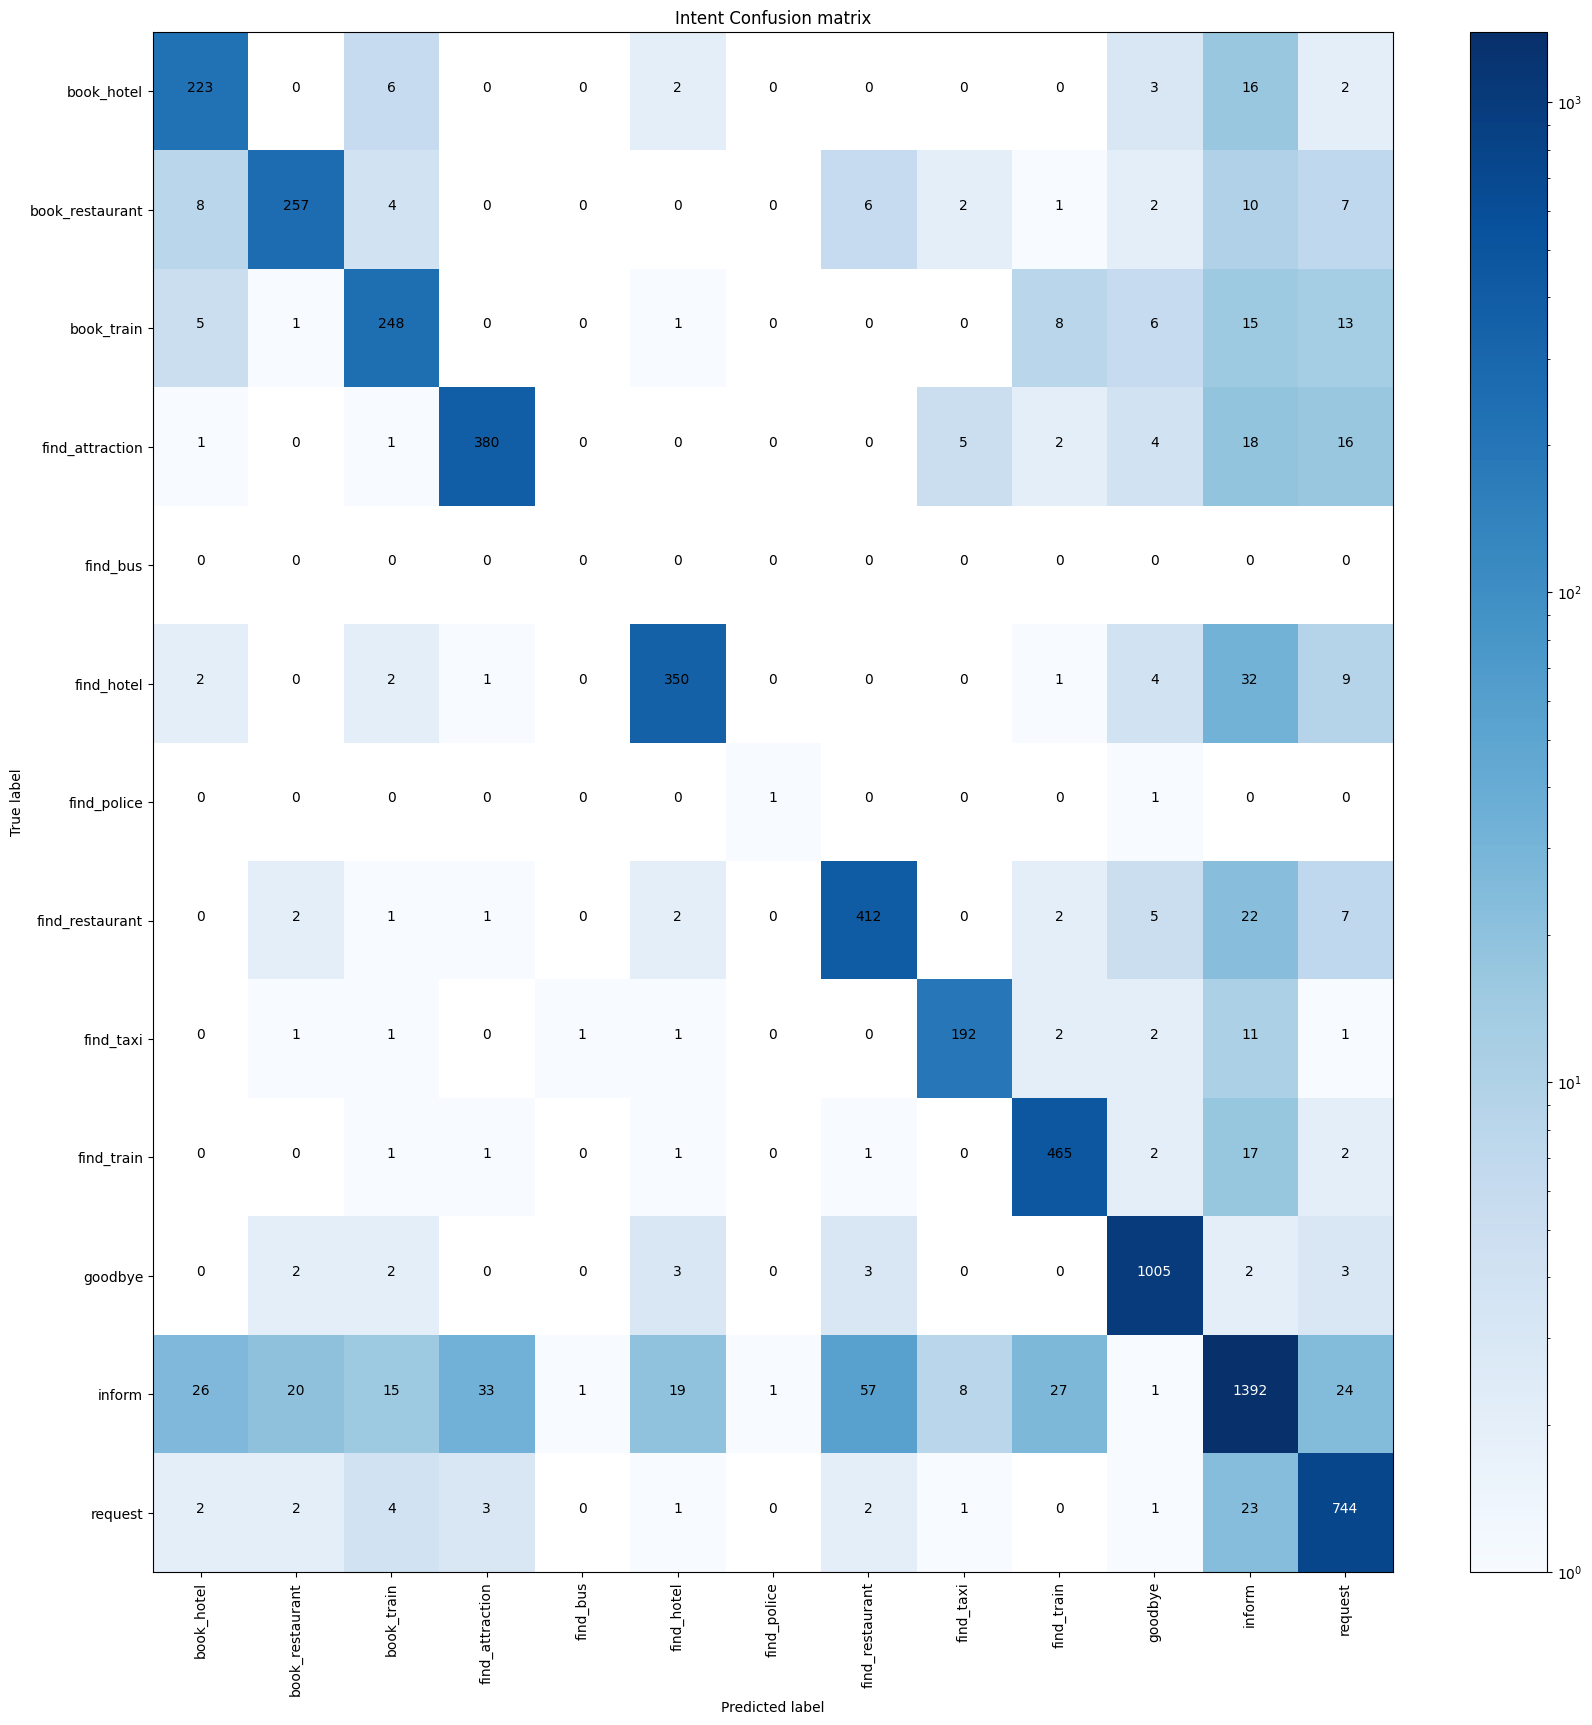 Intent Confusion matrix
book_hotel 223 0 6 0 0 2 0 0 0 0 3 16 2
book_restaurant 8 257 4 0 0 0 0 6 2 1 2 10 7
book_train 5 1 248 0 0 1 0 0 0 8 6 15 13
find_attraction 1 0 1 380 0 0 0 0 5 2 4 18 16
find_bus 0 0 0 0 0 0 0 0 0 0 0 0 0
find_hotel 2 0 2 1 0 350 0 0 0 1 4 32 9
find_police 0 0 0 0 0 0 1 0 0 0 1 0 0
find_restaurant 0 2 1 1 0 2 0 412 0 2 5 22 7
find_taxi 0 1 1 0 1 1 0 0 192 2 2 11 1
find_train 0 0 1 1 0 1 0 1 0 465 2 17 2
goodbye 0 2 2 0 0 3 0 3 0 0 1005 2 3
inform 26 20 15 33 1 19 1 57 8 27 1 1392 24
request 2 2 4 3 0 1 0 2 1 0 1 23 744
True label
book_hotel
book_restaurant
book_train
find_attraction
find_bus
find_hotel
find_police
find_restaurant
find_taxi
find_train
goodbye
inform
request
Predicted label
10³
10²
10¹
10⁰